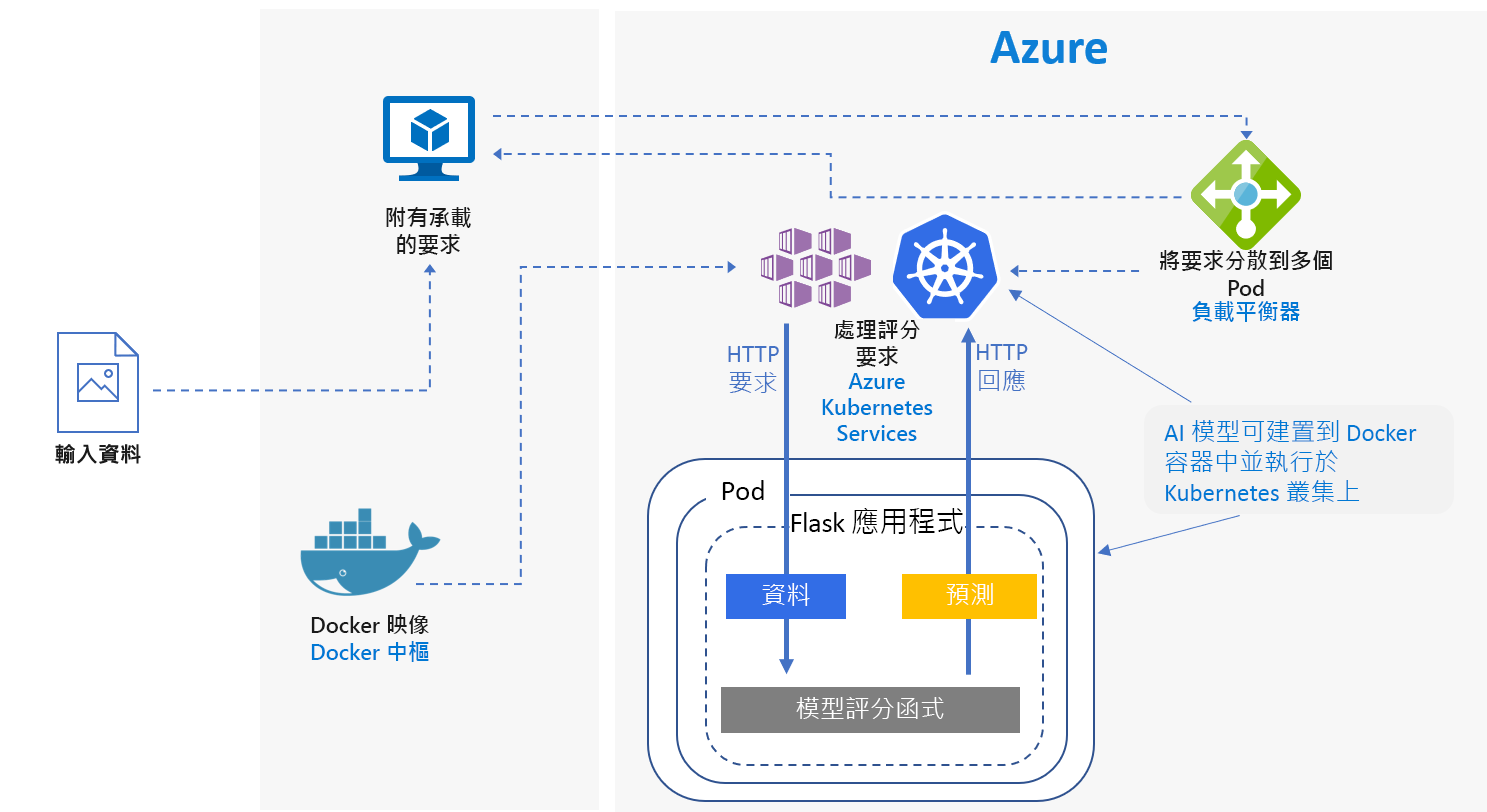 Azure
附有承載
的要求
將要求分散到多個
Pod
負載平衡器
處理評分
要求
Azure
Kubernetes
Services
HTTP
要求
HTTP
回應
輸入資料
AI 模型可建置到 Docker
容器中並執行於
Kubernetes 叢集上
Pod
Flask 應用程式
資料
預測
Docker 映像
Docker 中樞
模型評分函式